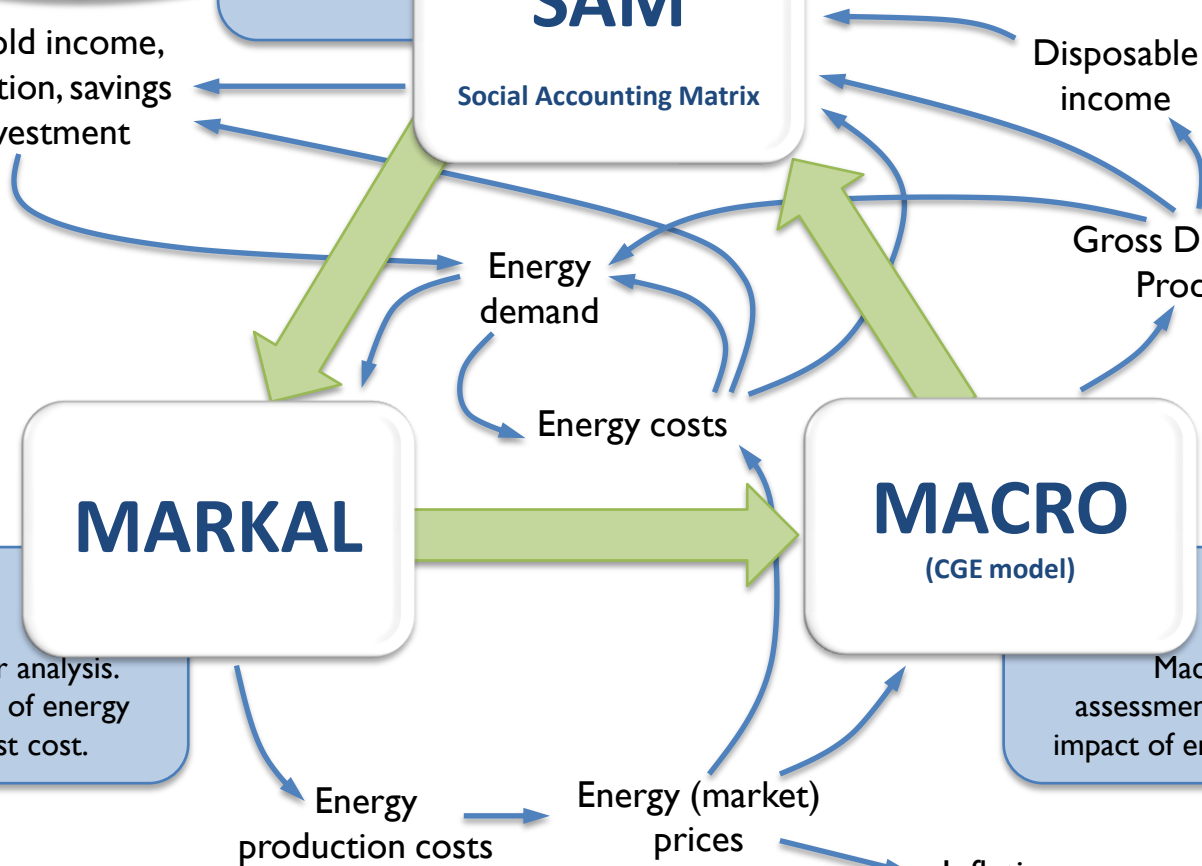 SAM
Social Accounting Matrix
old income,
tion, savings
vestment
Disposable
income
Gross D
Proc
Energy
demand
Energy costs
MARKAL
MACRO
(CGE model)
r analysis.
of energy
st cost.
Mac
assessmen
impact of en
Energy
production costs
Energy (market)
prices